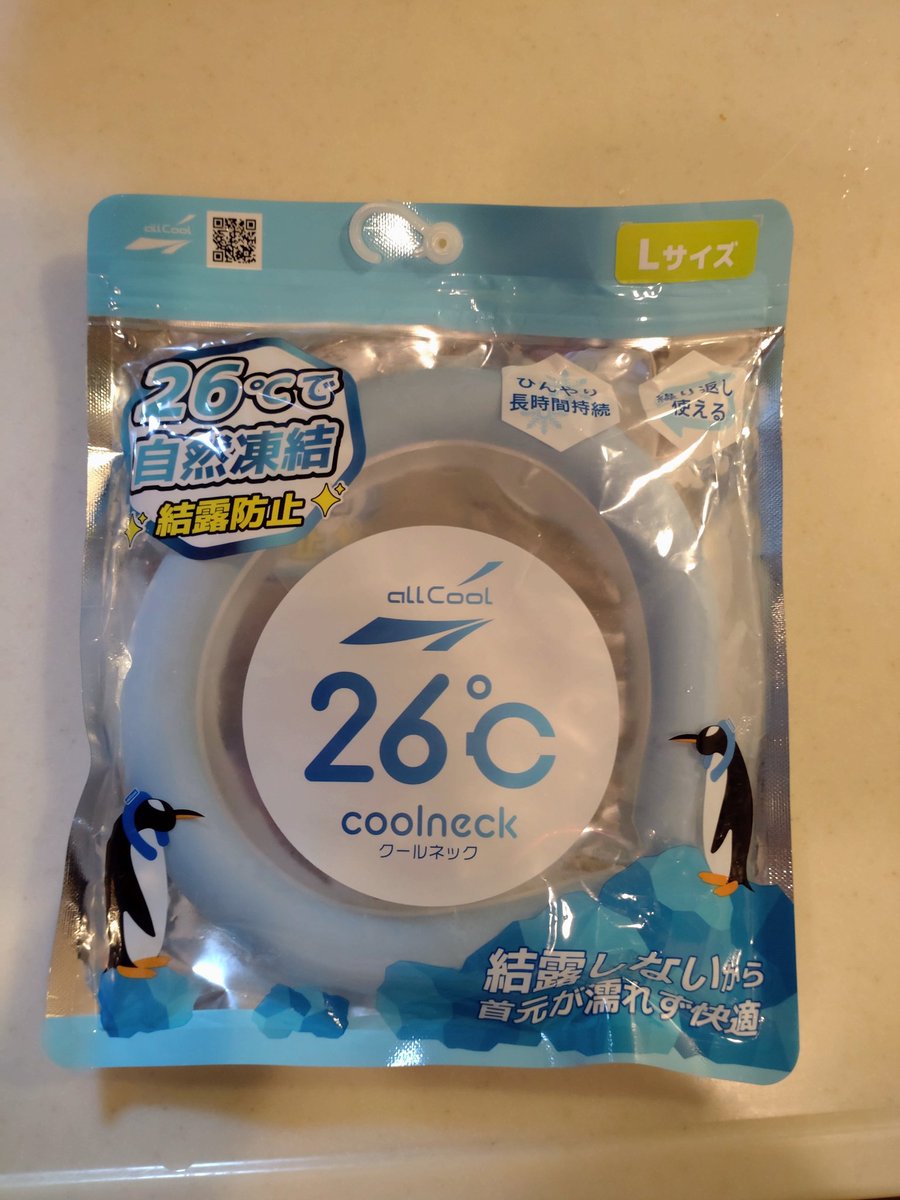 allCool
Lサイズ
26℃で
自然凍結
結露防止
ひんやり
長時間持続
繰り返し
使える
allCool
26℃
coolneck
クールネック
結露しないから
首元が濡れず快適